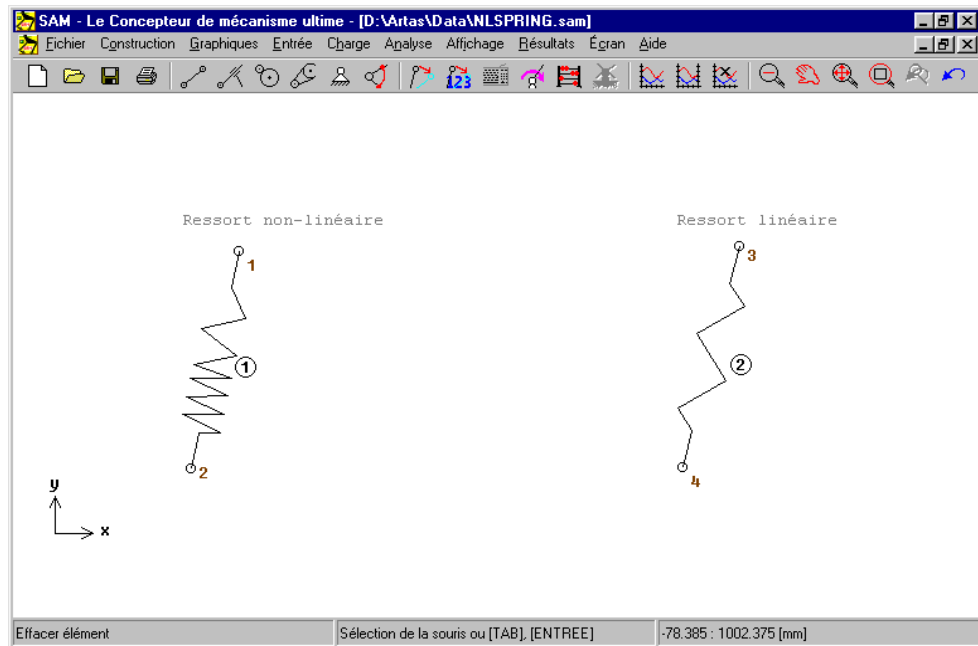 SAM - Le Concepteur de mécanisme ultime - [D:\Artas\Data\NLSPRING.sam]
Fichier Construction Graphiques Entrée Charge Analyse Affichage Résultats Écran Aide
123
Ressort non-linéaire Ressort linéaire
1 3
1 2
2 4
y
x
Effacer élémént Sélection de la souris ou [TAB], [ENTREE] -78.385 : 1002.375 [mm]